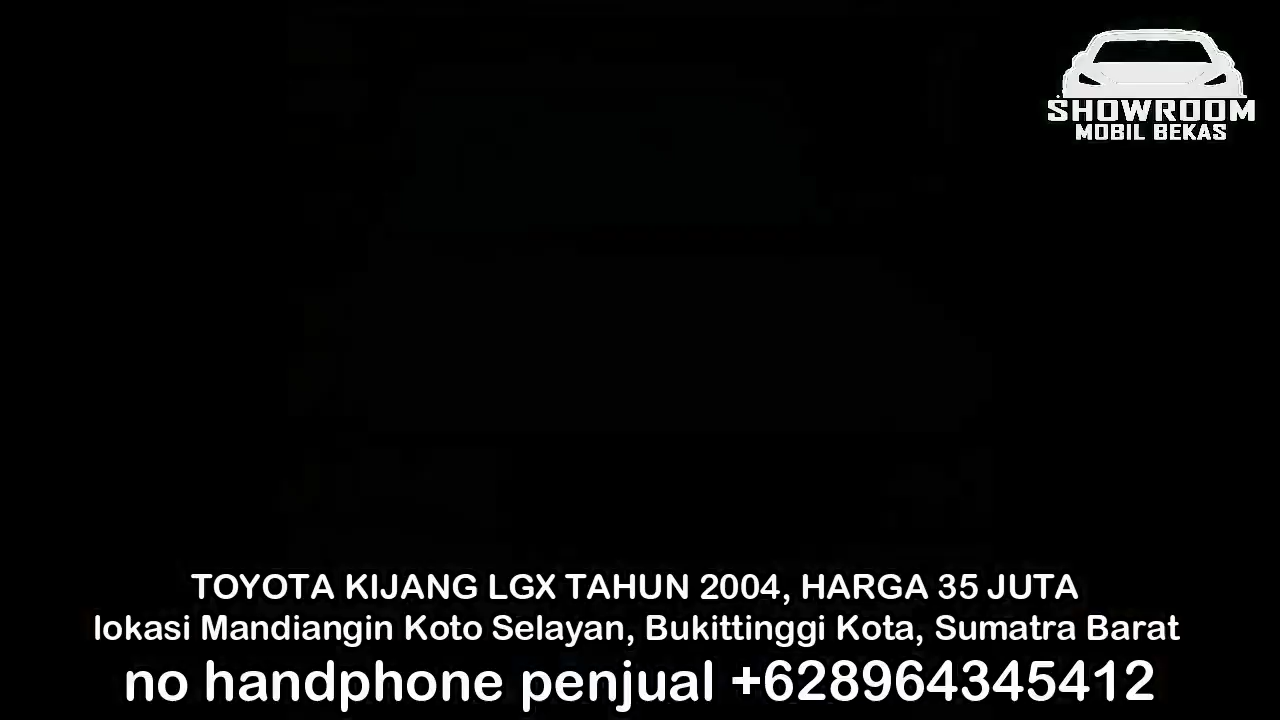 SHOWROOM
MOBIL BEKAS
TOYOTA KIJANG LGX TAHUN 2004, HARGA 35 JUTA
lokasi Mandiangin Koto Selayan, Bukittinggi Kota, Sumatra Barat
no handphone penjual +628964345412